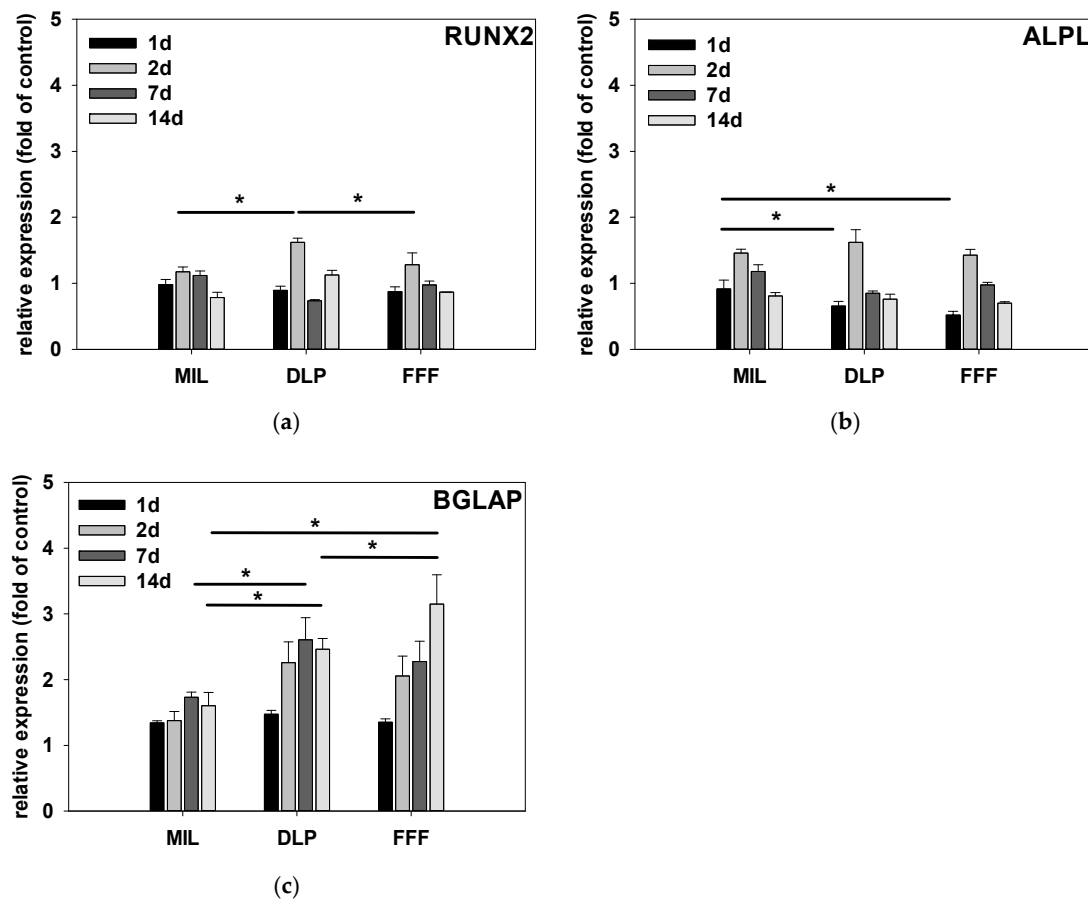 relative expression (fold of control)
5
4
3
2
1
0
RUNX2
1d
2d
7d
14d
*
*
MIL DLP FFF
(a)
relative expression (fold of control)
5
4
3
2
1
0
ALPL
1d
2d
7d
14d
*
*
MIL DLP FFF
(b)
relative expression (fold of control)
5
4
3
2
1
0
BGLAP
1d
2d
7d
14d
*
*
*
*
MIL DLP FFF
(c)